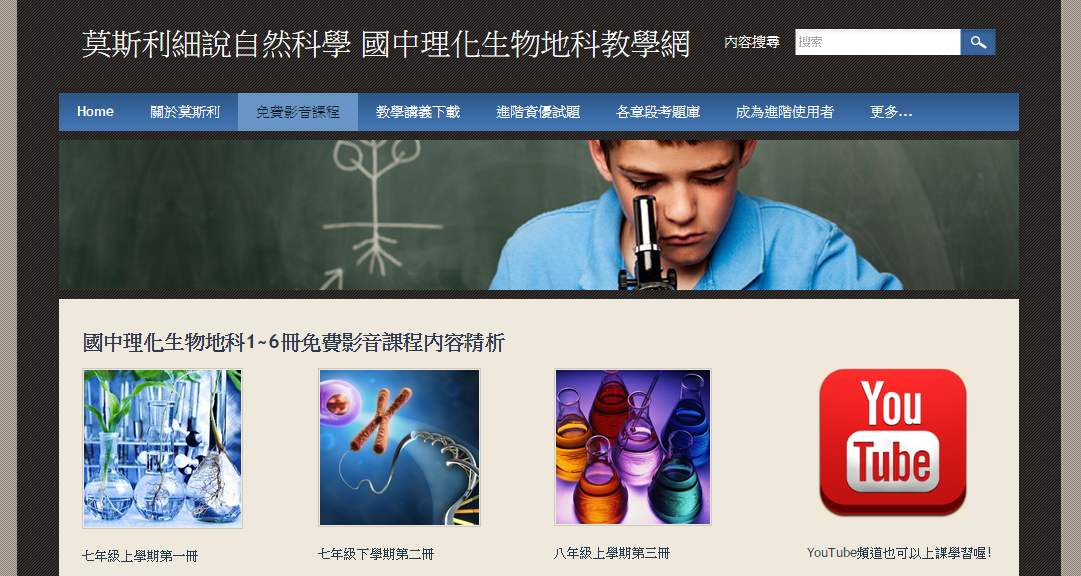 莫斯利細說自然科學 國中理化生物地科教學網
內容搜尋
搜索
Home 關於莫斯利 免費影音課程 教學講義下載 進階資優試題 各章段考題庫 成為進階使用者 更多...
國中理化生物地科1~6冊免費影音課程內容精析
You
Tube
七年級上學期第一冊
七年級下學期第二冊
八年級上學期第三冊
YouTube頻道也可以上課學習喔!